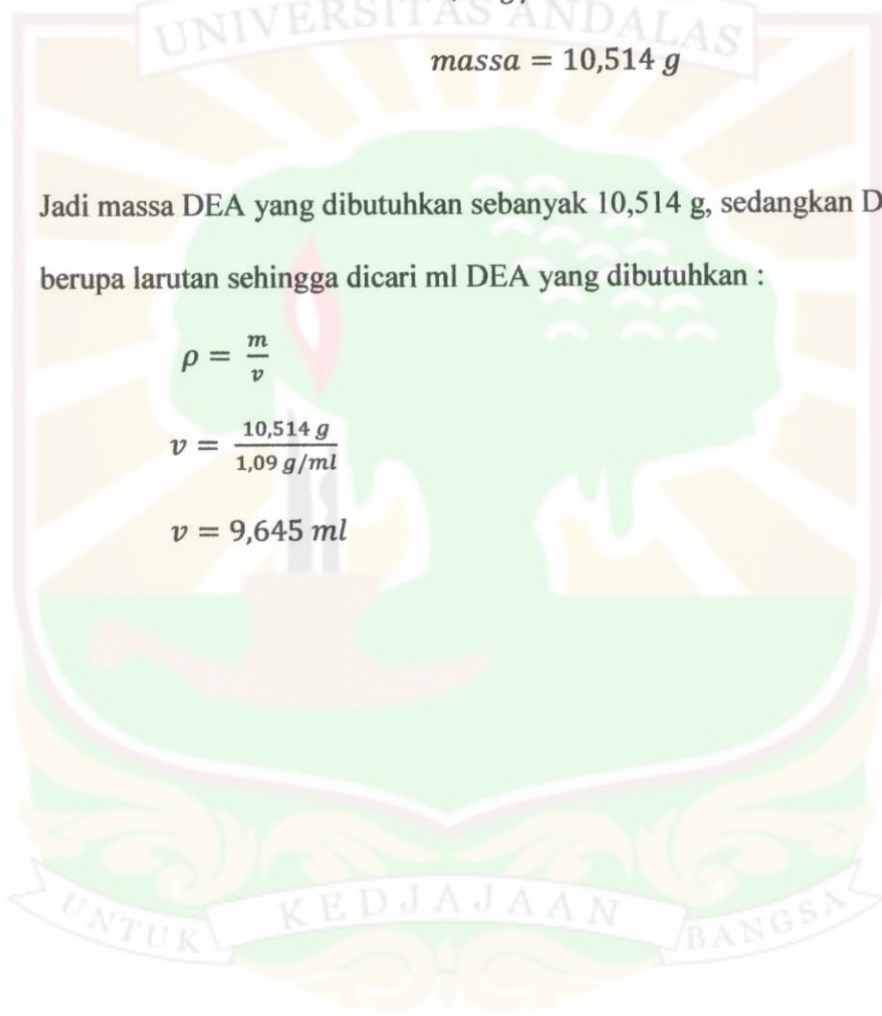 UNIVERSITAS ANDALAS
massa = 10,514 g
Jadi massa DEA yang dibutuhkan sebanyak 10,514 g, sedangkan
berupa larutan sehingga dicari ml DEA yang dibutuhkan :
ρ = m/v
v = 10,514 g / 1,09 g/ml
v = 9,645 ml
UNTUK KEDJAJAAN BANGSA